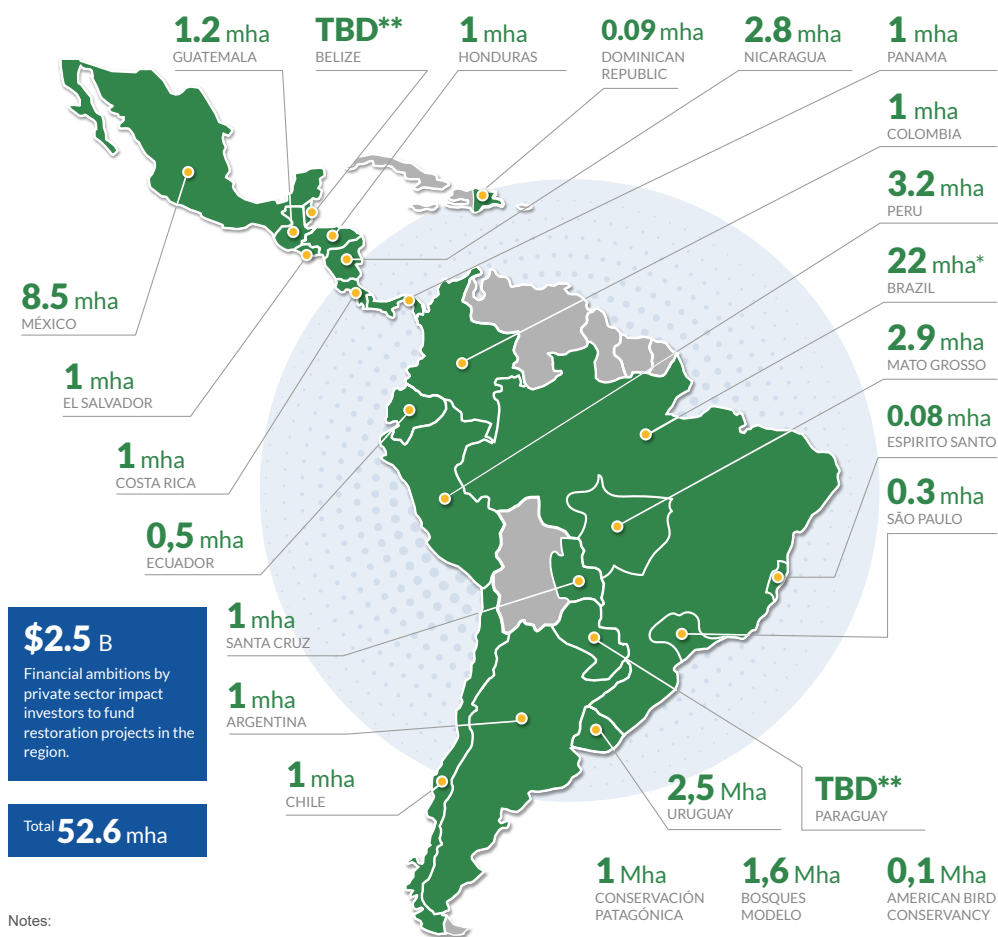 1.2 mha
GUATEMALA
TBD**
BELIZE
1 mha
HONDURAS
0.09 mha
DOMINICAN
REPUBLIC
2.8 mha
NICARAGUA
1 mha
PANAMA
1 mha
COLOMBIA
3.2 mha
PERU
22 mha*
BRAZIL
2.9 mha
MATO GROSSO
0.08 mha
ESPIRITO SANTO
0.3 mha
SÃO PAULO
8.5 mha
MÉXICO
1 mha
EL SALVADOR
1 mha
COSTA RICA
0,5 mha
ECUADOR
1 mha
SANTA CRUZ
1 mha
ARGENTINA
1 mha
CHILE
2,5 Mha
URUGUAY
TBD**
PARAGUAY
$2.5 B
Financial ambitions by
private sector impact
investors to fund
restoration projects in the
region.
Total 52.6 mha
1 Mha
CONSERVACIÓN
PATAGÓNICA
1,6 Mha
BOSQUES
MODELO
0,1 Mha
AMERICAN BIRD
CONSERVANCY
Notes: